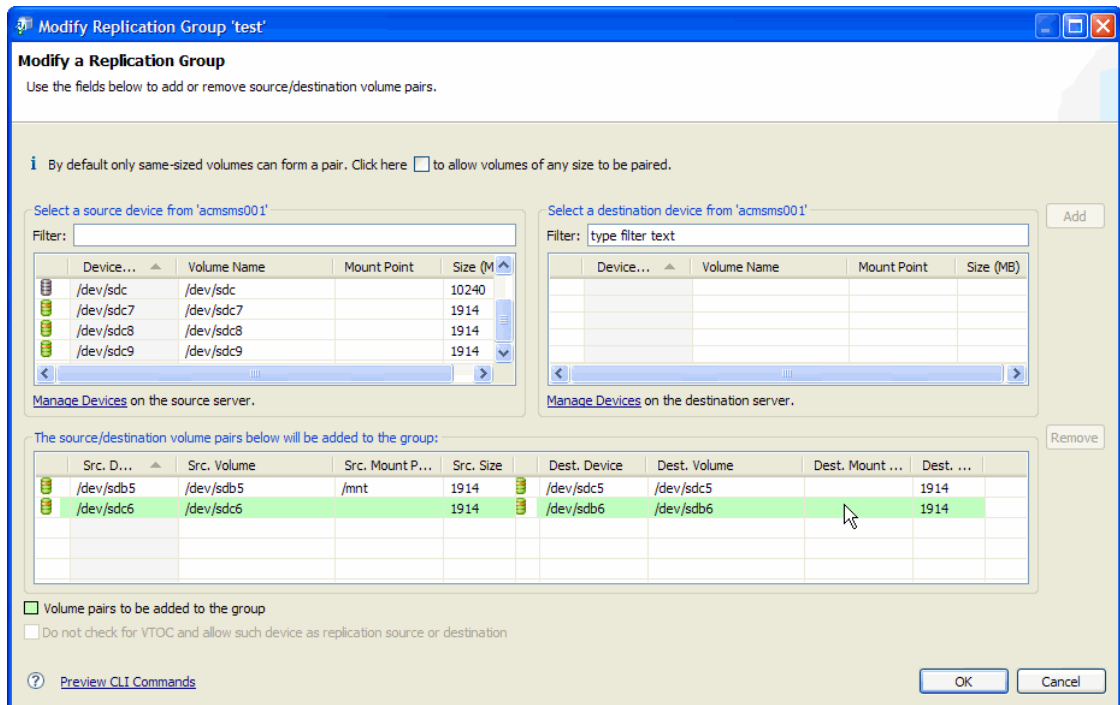 Modify Replication Group 'test'
Modify a Replication Group
Use the fields below to add or remove source/destination volume pairs.
i By default only same-sized volumes can form a pair. Click here to allow volumes of any size to be paired.
Select a source device from 'acmsms001'
Filter:
Device... Volume Name Mount Point Size (M
/dev/sdc /dev/sdc 10240
/dev/sdc7 /dev/sdc7 1914
/dev/sdc8 /dev/sdc8 1914
/dev/sdc9 /dev/sdc9 1914
Manage Devices on the source server.
Select a destination device from 'acmsms001'
Filter: type filter text
Device... Volume Name Mount Point Size (MB)
Manage Devices on the destination server.
Add
The source/destination volume pairs below will be added to the group:
Remove
Src. D... Src. Volume Src. Mount P... Src. Size Dest. Device Dest. Volume Dest. Mount ... Dest. ...
/dev/sdb5 /dev/sdb5 /mnt 1914 /dev/sdc5 /dev/sdc5 1914
/dev/sdc6 /dev/sdc6 1914 /dev/sdb6 /dev/sdb6 1914
Volume pairs to be added to the group
Do not check for VTOC and allow such device as replication source or destination
? Preview CLI Commands
OK Cancel